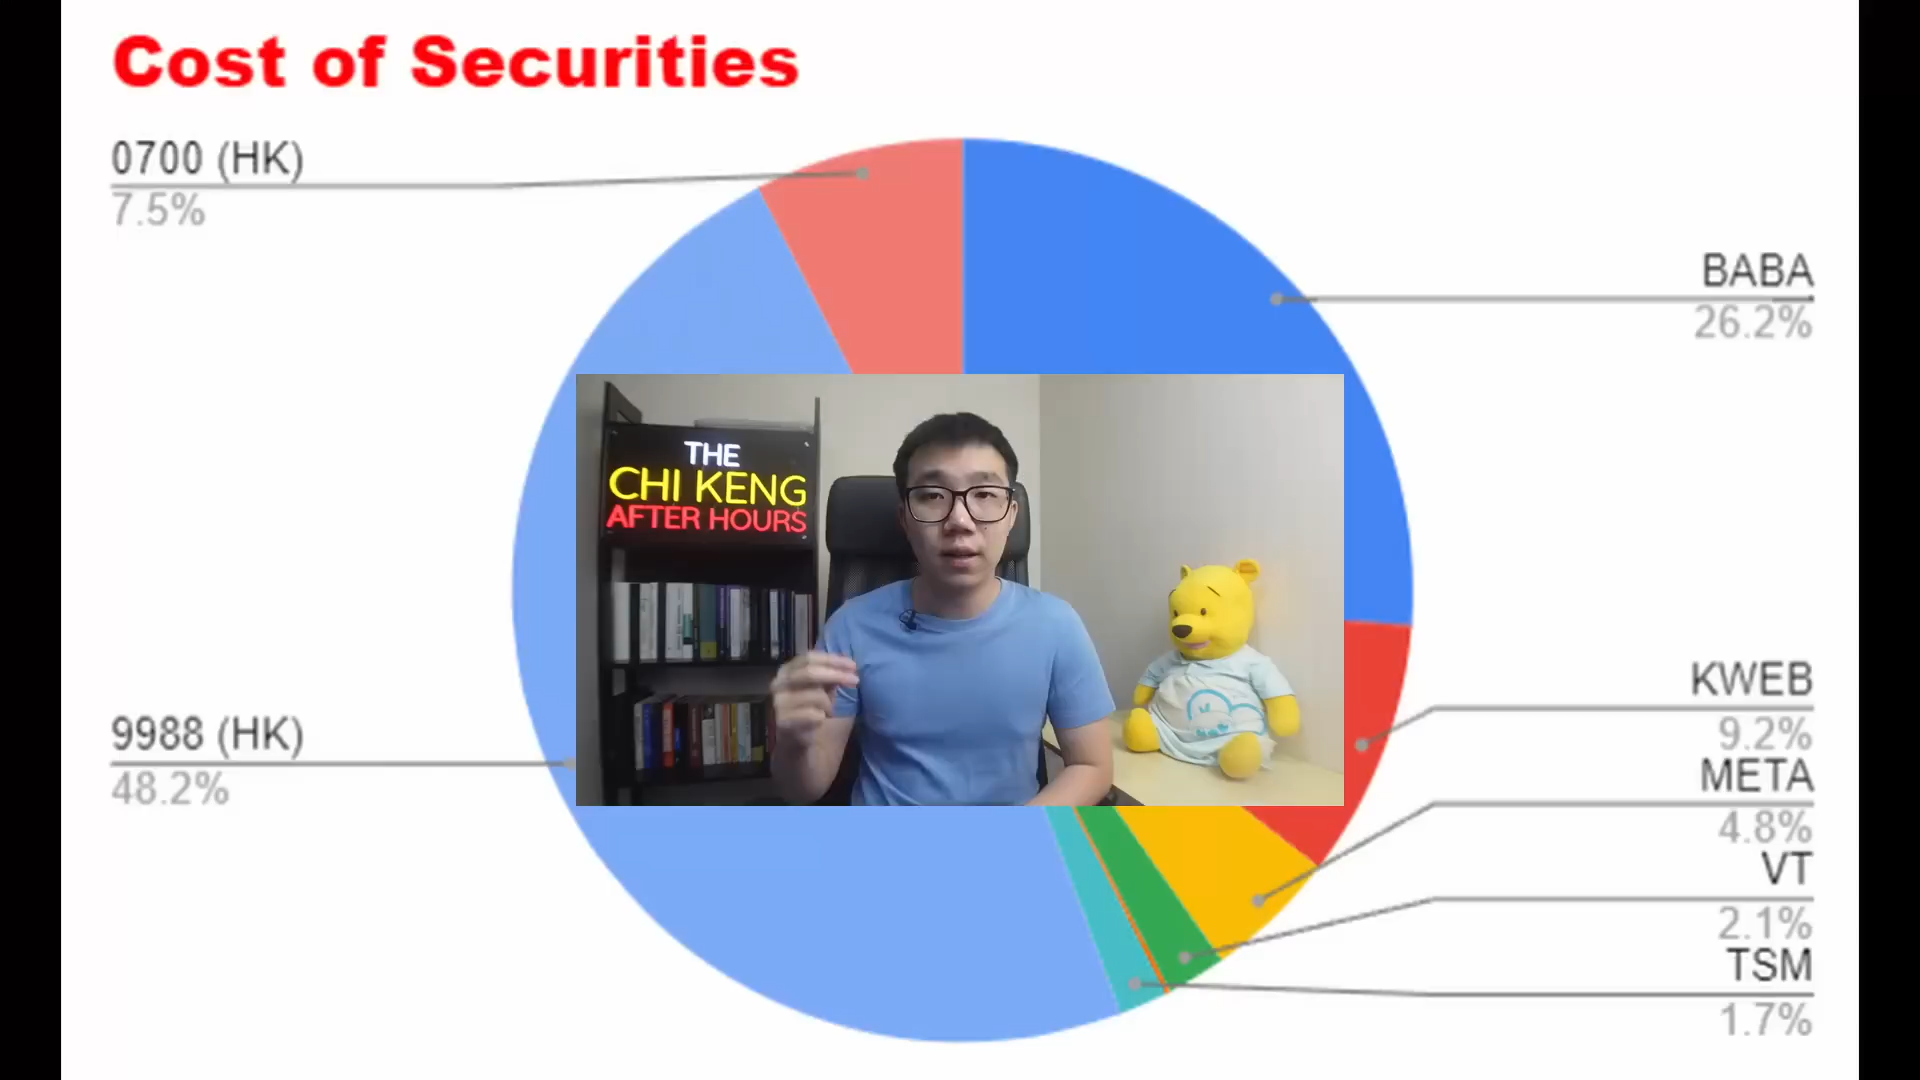 Cost of Securities
0700 (HK)
7.5%
BABA
26.2%
THE
CHI KENG
AFTER HOURS
KWEB
9.2%
9988 (HK)
48.2%
META
4.8%
VT
2.1%
TSM
1.7%